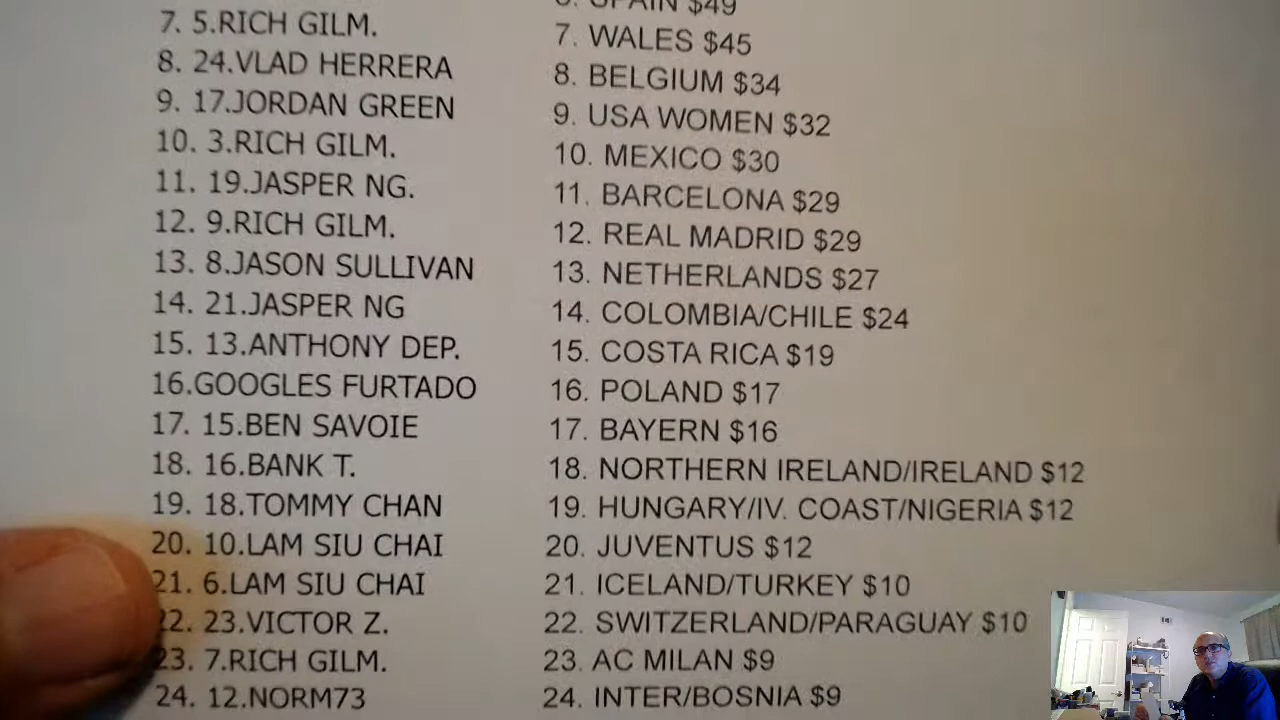 6. SPAIN $49
7. 5.RICH GILM.
7. WALES $45
8. 24.VLAD HERRERA
8. BELGIUM $34
9. 17.JORDAN GREEN
9. USA WOMEN $32
10. 3.RICH GILM.
10. MEXICO $30
11. 19.JASPER NG.
11. BARCELONA $29
12. 9.RICH GILM.
12. REAL MADRID $29
13. 8.JASON SULLIVAN
13. NETHERLANDS $27
14. 21.JASPER NG
14. COLOMBIA/CHILE $24
15. 13.ANTHONY DEP.
15. COSTA RICA $19
16.GOOGLES FURTADO
16. POLAND $17
17. 15.BEN SAVOIE
17. BAYERN $16
18. 16.BANK T.
18. NORTHERN IRELAND/IRELAND $12
19. 18.TOMMY CHAN
19. HUNGARY/IV. COAST/NIGERIA $12
20. 10.LAM SIU CHAI
20. JUVENTUS $12
21. 6.LAM SIU CHAI
21. ICELAND/TURKEY $10
22. 23.VICTOR Z.
22. SWITZERLAND/PARAGUAY $10
23. 7.RICH GILM.
23. AC MILAN $9
24. 12.NORM73
24. INTER/BOSNIA $9